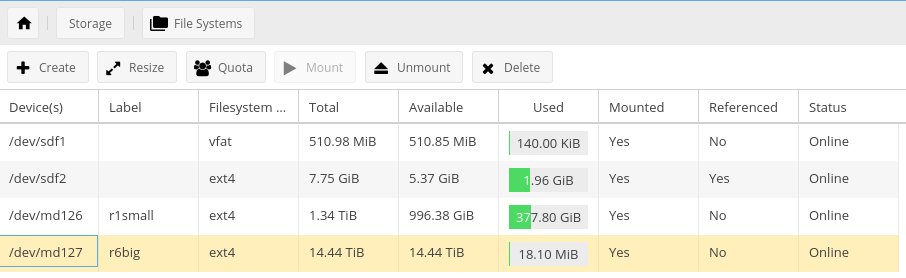 Storage File Systems
Create Resize Quota Mount Unmount Delete
Device(s) Label Filesystem ... Total Available Used Mounted Referenced Status
/dev/sdf1 vfat 510.98 MiB 510.85 MiB 140.00 KiB Yes No Online
/dev/sdf2 ext4 7.75 GiB 5.37 GiB 1.96 GiB Yes Yes Online
/dev/md126 r1small ext4 1.34 TiB 996.38 GiB 377.80 GiB Yes No Online
/dev/md127 r6big ext4 14.44 TiB 14.44 TiB 18.10 MiB Yes No Online